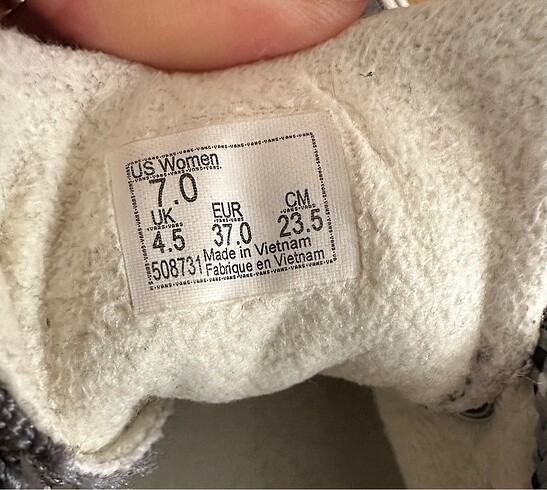 US Women
7.0
UK EUR CM
4.5 37.0 23.5
508731 Made in Vietnam
Fabrique en Vietnam